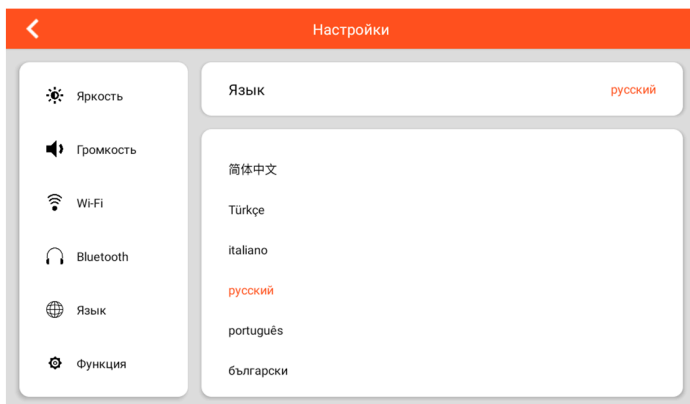 Настройки
Яркость
Громкость
Wi-Fi
Bluetooth
Язык
Функция
Язык русский
简体中文
Türkçe
italiano
русский
português
български